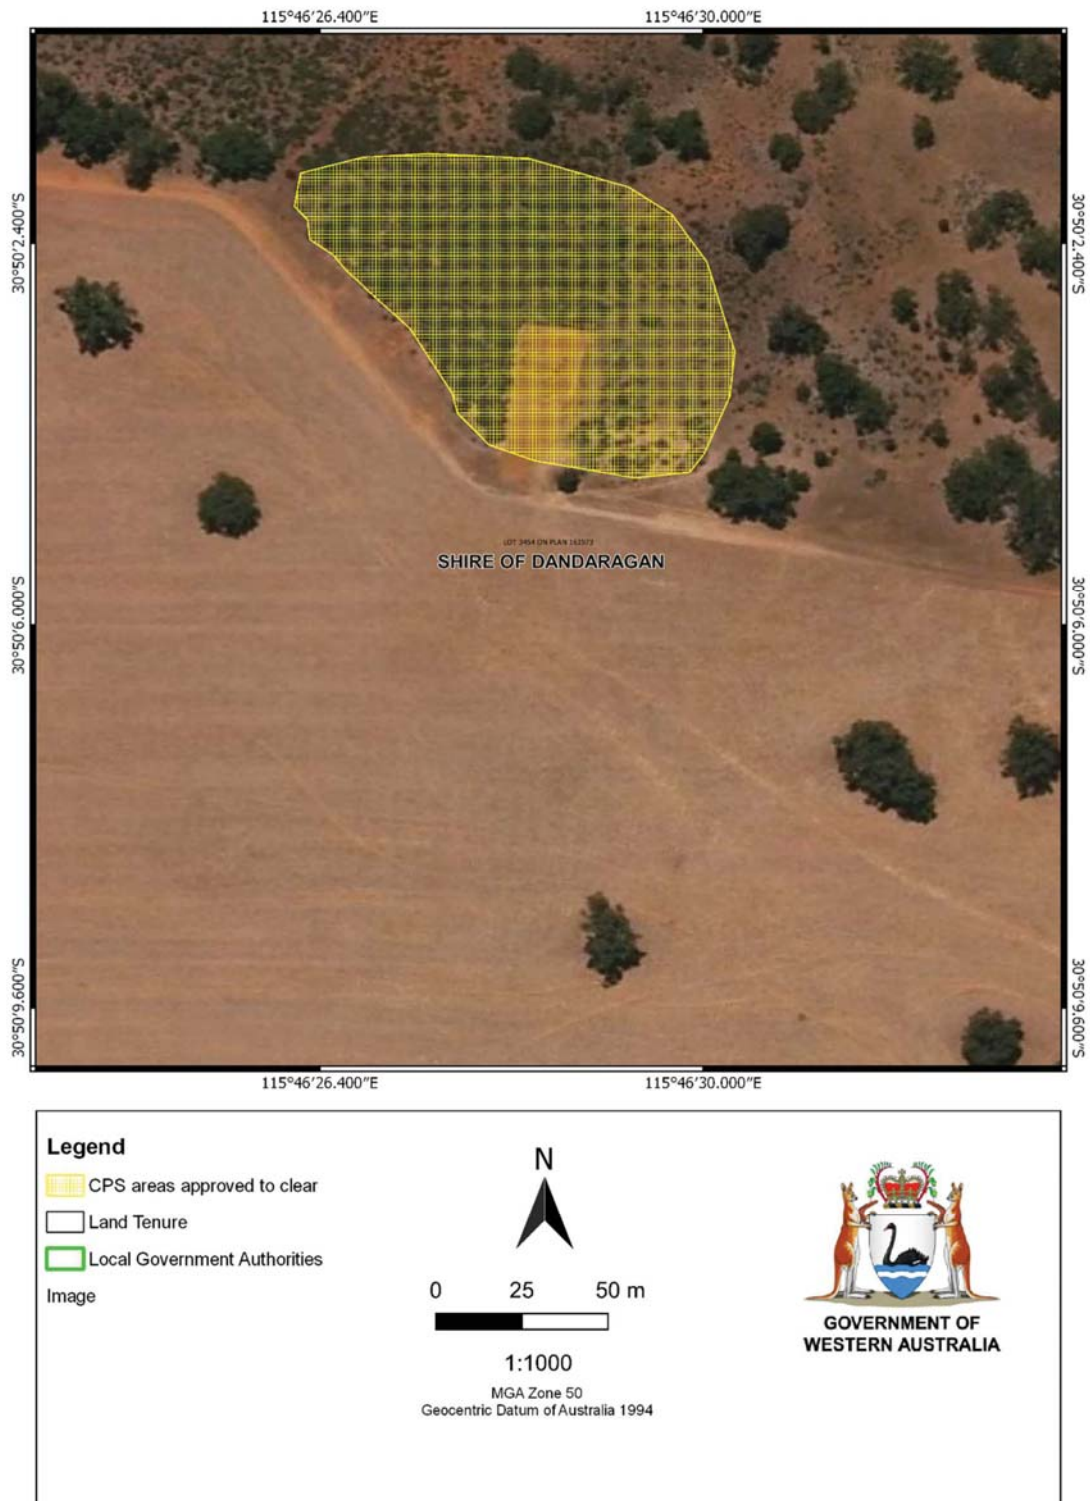 115°46'26.400"E 115°46'30.000"E
30°50'2.400"S 30°50'2.400"S
LOT ON PLAN
SHIRE OF DANDARAGAN
30°50'6.000"S 30°50'6.000"S
30°50'9.600"S 30°50'9.600"S
115°46'26.400"E 115°46'30.000"E
Legend
CPS areas approved to clear
Land Tenure
Local Government Authorities
Image
N
0 25 50 m
1:1000
MGA Zone 50
Geocentric Datum of Australia 1994
GOVERNMENT OF
WESTERN AUSTRALIA